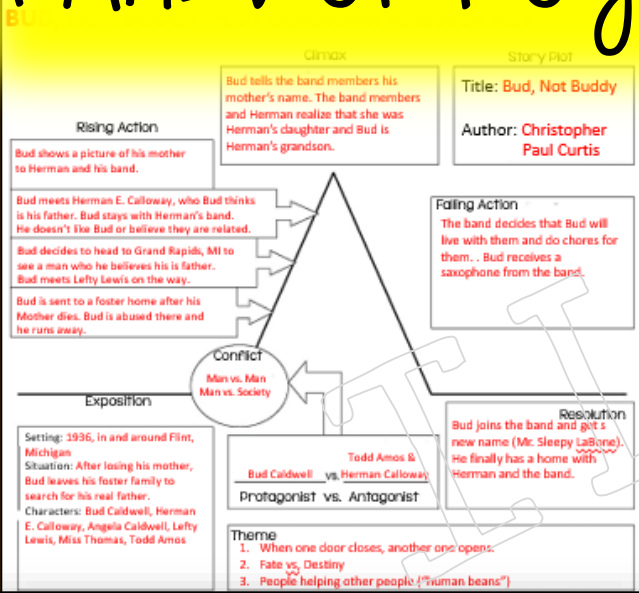 Climax
Story Plot
Bud tells the band members his
mother's name. The band members
and Herman realize that she was
Herman's daughter and Bud is
Herman's grandson.
Title: Bud, Not Buddy
Author: Christopher
Paul Curtis
Rising Action
Bud shows a picture of his mother
to Herman and his band.
Bud meets Herman E. Calloway, who Bud thinks
is his father. Bud stays with Herman's band.
He doesn't like Bud or believe they are related.
Bud decides to head to Grand Rapids, MI to
see a man who he believes his is father.
Bud meets Lefty Lewis on the way.
Bud is sent to a foster home after his
Mother dies. Bud is abused there and
he runs away.
Falling Action
The band decides that Bud will
live with them and do chores for
them. . Bud receives a
saxophone from the band.
Conflict
Man vs. Man
Man vs. Society
Exposition
Setting: 1936, in and around Flint,
Michigan
Situation: After losing his mother,
Bud leaves his foster family to
search for his real father.
Characters: Bud Caldwell, Herman
E. Calloway, Angela Caldwell, Lefty
Lewis, Miss Thomas, Todd Amos
Todd Amos &
Bud Caldwell vs. Herman Calloway
Protagonist vs. Antagonist
Resolution
Bud joins the band and gets
new name (Mr. Sleepy LaBone).
He finally has a home with
Herman and the band.
Theme
1. When one door closes, another one opens.
2. Fate vs. Destiny
3. People helping other people ("human beans")